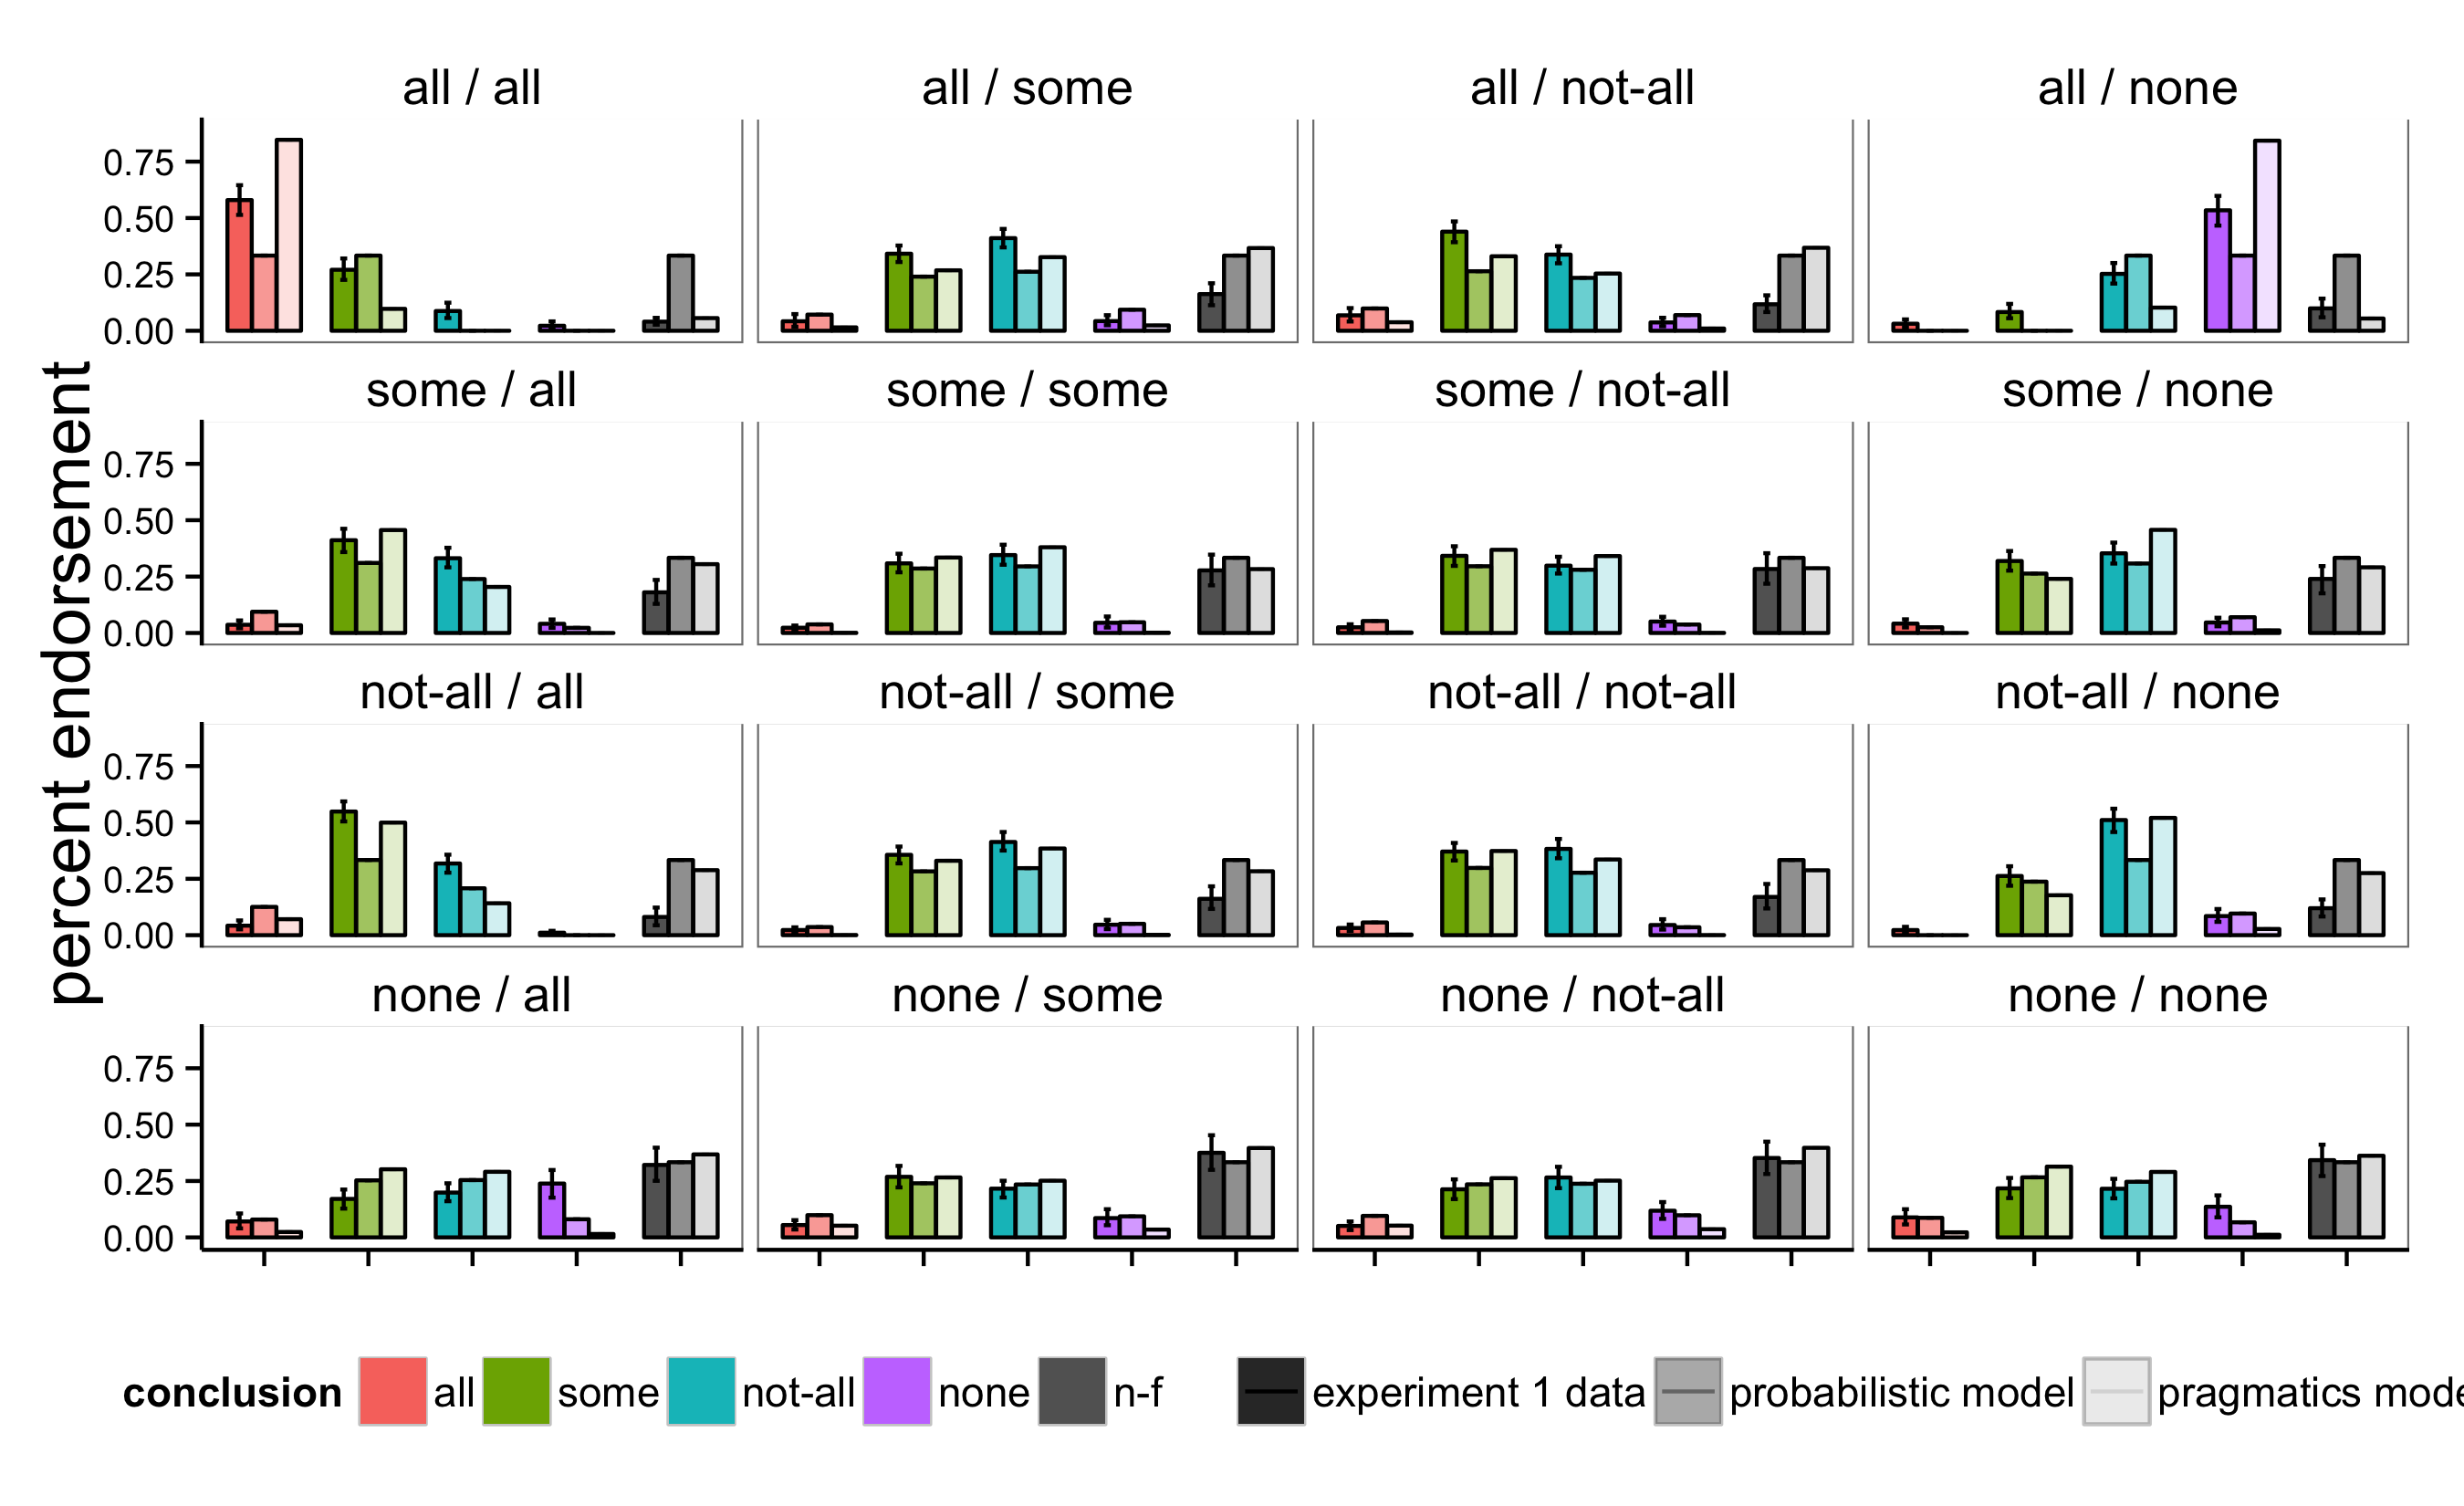 all / all
all / some
all / not-all
all / none
0.75
0.50
0.25
0.00
some / all
some / some
some / not-all
some / none
0.75
0.50
0.25
0.00
not-all / all
not-all / some
not-all / not-all
not-all / none
0.75
0.50
0.25
0.00
none / all
none / some
none / not-all
none / none
0.75
0.50
0.25
0.00
percent endorsement
conclusion all some not-all none n-f experiment 1 data probabilistic model pragmatics mode